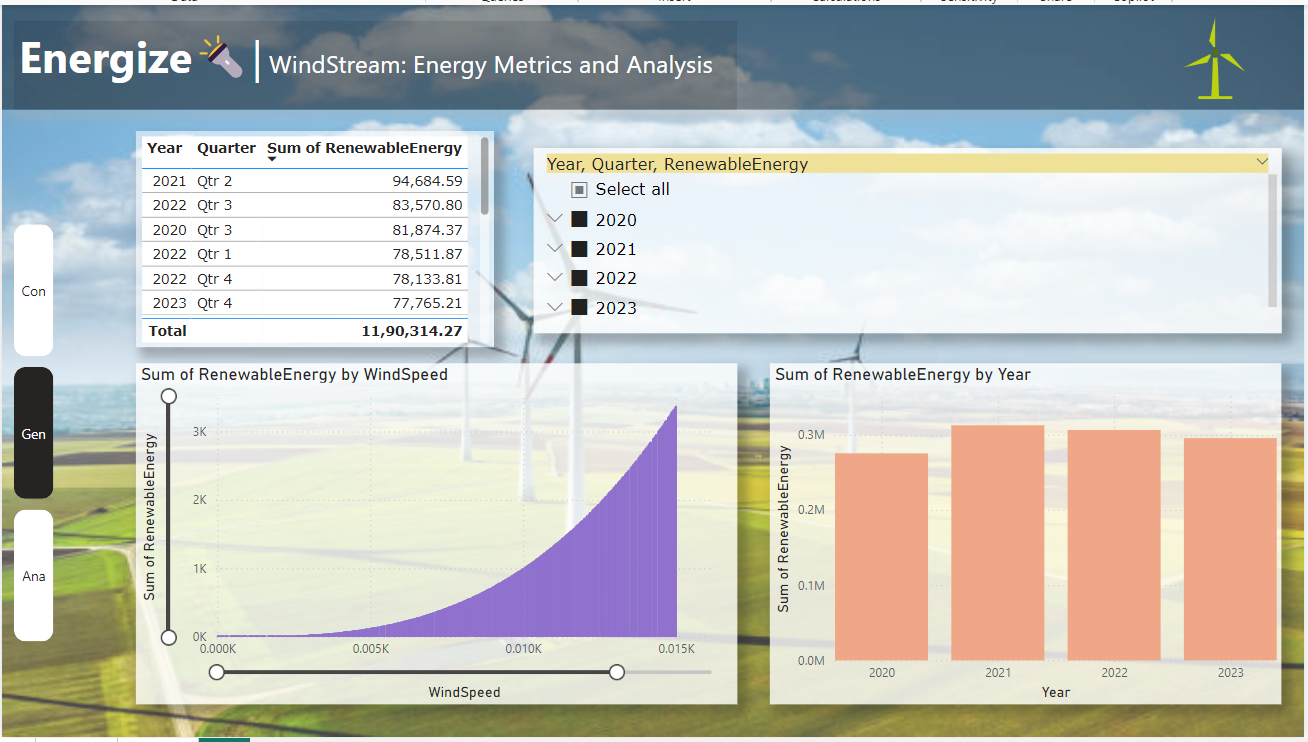 Energize
WindStream: Energy Metrics and Analysis
Year Quarter Sum of RenewableEnergy
2021 Qtr 2 94,684.59
2022 Qtr 3 83,570.80
2020 Qtr 3 81,874.37
2022 Qtr 1 78,511.87
2022 Qtr 4 78,133.81
2023 Qtr 4 77,765.21
Total 11,90,314.27
Year, Quarter, RenewableEnergy
Select all
2020
2021
2022
2023
Con
Gen
Ana
Sum of RenewableEnergy by WindSpeed
Sum of RenewableEnergy
3K
2K
1K
0K
0.000K 0.005K 0.010K 0.015K
WindSpeed
Sum of RenewableEnergy by Year
Sum of RenewableEnergy
0.3M
0.2M
0.1M
0.0M
2020 2021 2022 2023
Year